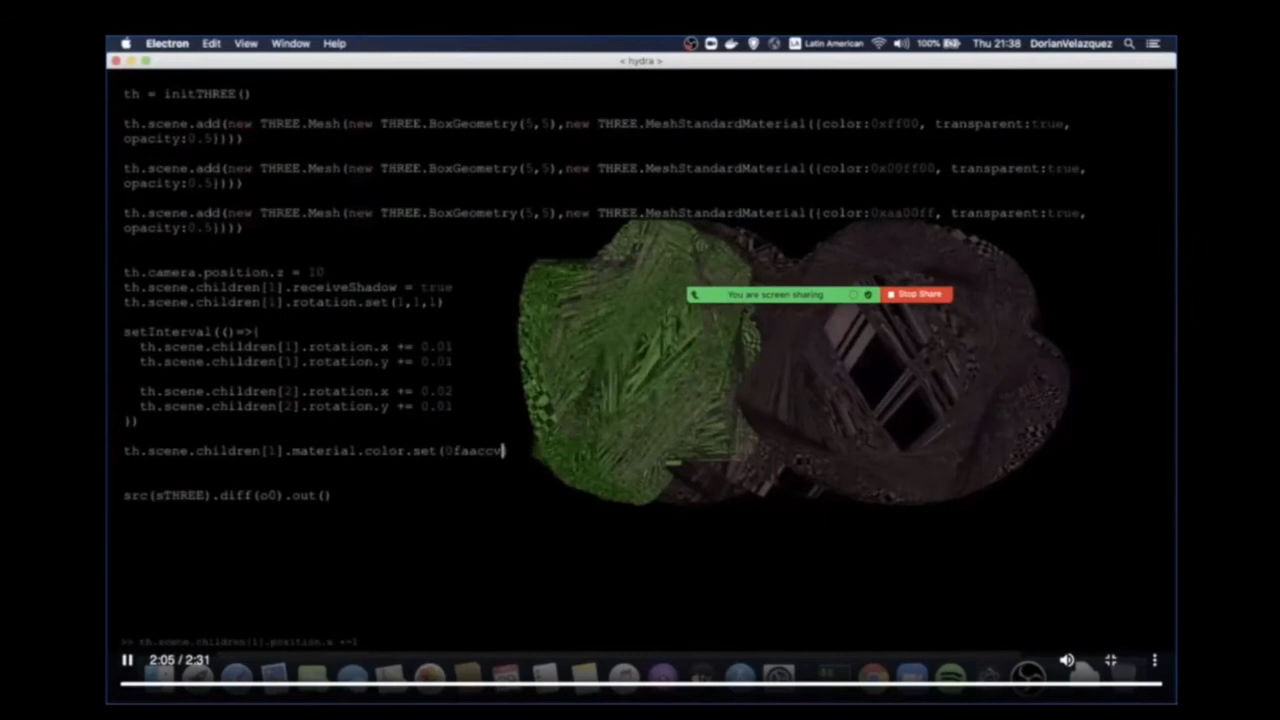 Electron Edit View Window Help LA Latin American 100% Thu 21:38 DorianVelazquez
< hydra >
th = initTHREE()
th.scene.add(new THREE.Mesh(new THREE.BoxGeometry(5,5),new THREE.MeshStandardMaterial({color:0xff00, transparent:true,
opacity:0.5})))
th.scene.add(new THREE.Mesh(new THREE.BoxGeometry(5,5),new THREE.MeshStandardMaterial({color:0x00ff00, transparent:true,
opacity:0.5})))
th.scene.add(new THREE.Mesh(new THREE.BoxGeometry(5,5),new THREE.MeshStandardMaterial({color:0xaa00ff, transparent:true,
opacity:0.5})))
th.camera.position.z = 10
th.scene.children[1].receiveShadow = true
You are screen sharing Stop Share
th.scene.children[1].rotation.set(1,1,1)
setInterval(()=>{
th.scene.children[1].rotation.x += 0.01
th.scene.children[1].rotation.y += 0.01
th.scene.children[2].rotation.x += 0.02
th.scene.children[2].rotation.y += 0.01
})
th.scene.children[1].material.color.set(0faaccv)
src(sTHREE).diff(o0).out()
>> th.scene.children[1].position.x
2:05 / 2:31